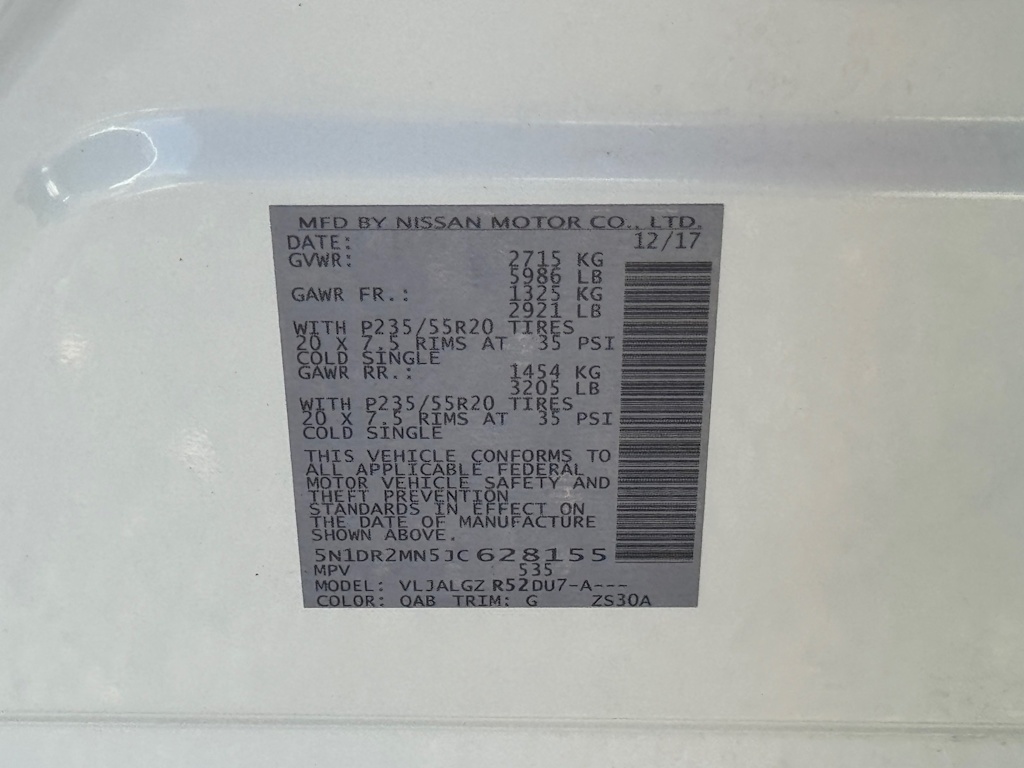 MFD BY NISSAN MOTOR CO., LTD.
DATE: 12/17
GVWR: 2715 KG
5986 LB
GAWR FR.: 1325 KG
2921 LB
WITH P235/55R20 TIRES
20 X 7.5 RIMS AT 35 PSI
COLD SINGLE
GAWR RR.: 1454 KG
3205 LB
WITH P235/55R20 TIRES
20 X 7.5 RIMS AT 35 PSI
COLD SINGLE
THIS VEHICLE CONFORMS TO
ALL APPLICABLE FEDERAL
MOTOR VEHICLE SAFETY AND
THEFT PREVENTION
STANDARDS IN EFFECT ON
THE DATE OF MANUFACTURE
SHOWN ABOVE.
5N1DR2MN5JC628155
MPV 535
MODEL: VLJALGZ R52DU7-A---
COLOR: QAB TRIM: G ZS30A